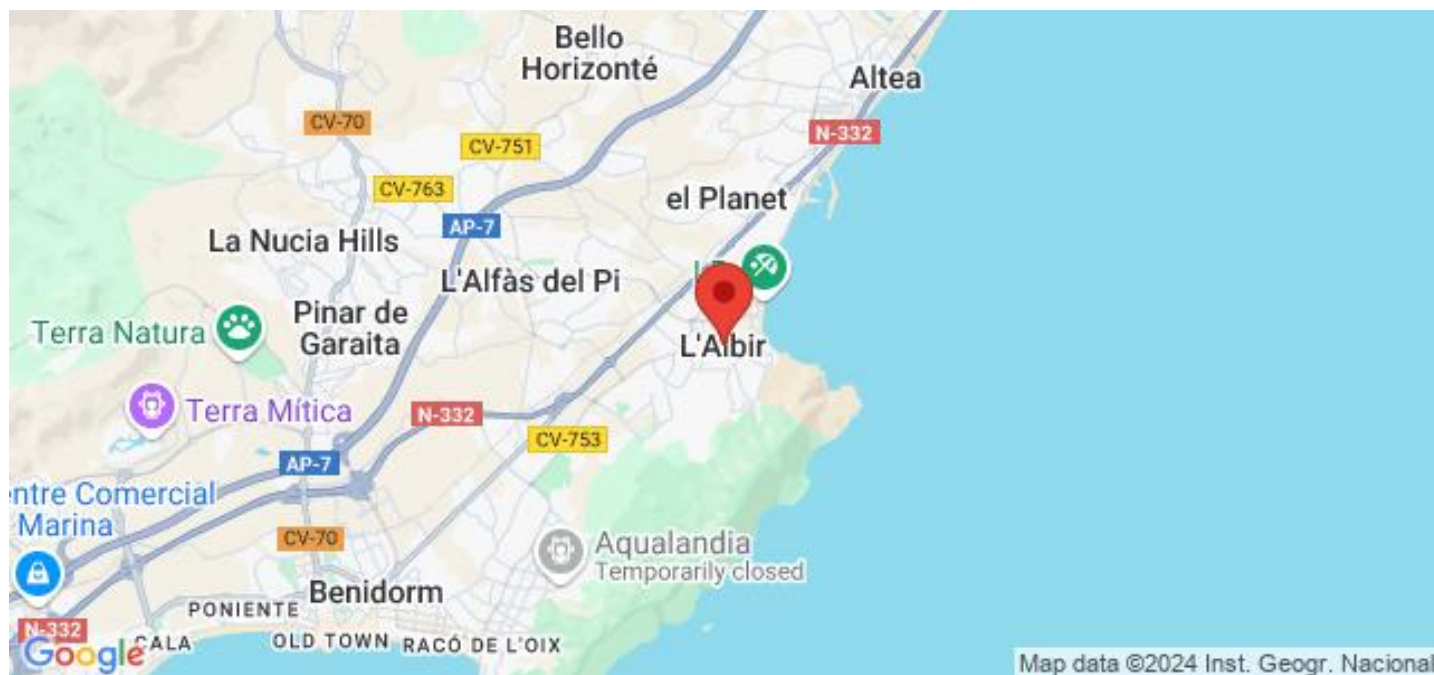 Bello
Horizonté
Altea
CV-70
N-332
CV-751
CV-763
el Planet
AP-7
La Nucia Hills
L'Alfàs del Pi
Pinar de
Garaita
Terra Natura
L'Albir
Terra Mítica
N-332
CV-753
AP-7
entre Comercial
Marina
CV-70
Aqualandia
Temporarily closed
Benidorm
PONIENTE
N-332
CALA
OLD TOWN
RACÓ DE L'OIX
Google
Map data ©2024 Inst. Geogr. Nacional